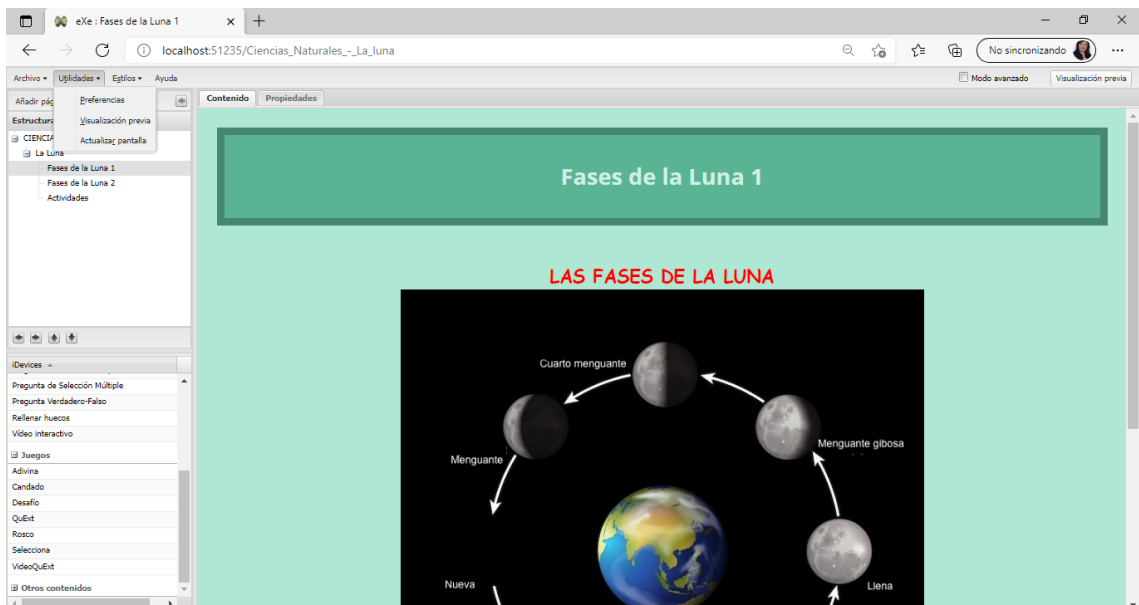 eXe : Fases de la Luna 1
localhost:51235/Ciencias_Naturales_-_La_luna
No sincronizando
Archivo Utilidades Estilos Ayuda
Modo avanzado
Visualización previa
Añadir pág
Preferencias
Visualización previa
Actualizar pantalla
Contenido Propiedades
Estructura
CIENCIA
La Luna
Fases de la Luna 1
Fases de la Luna 2
Actividades
iDevices
Pregunta de Selección Múltiple
Pregunta Verdadero-Falso
Rellenar huecos
Vídeo interactivo
Juegos
Adivina
Candado
Desafío
QuExt
Rosco
Selecciona
VideoQuExt
Otros contenidos
Fases de la Luna 1
LAS FASES DE LA LUNA
Cuarto menguante
Menguante gibosa
Menguante
Nueva
Llena